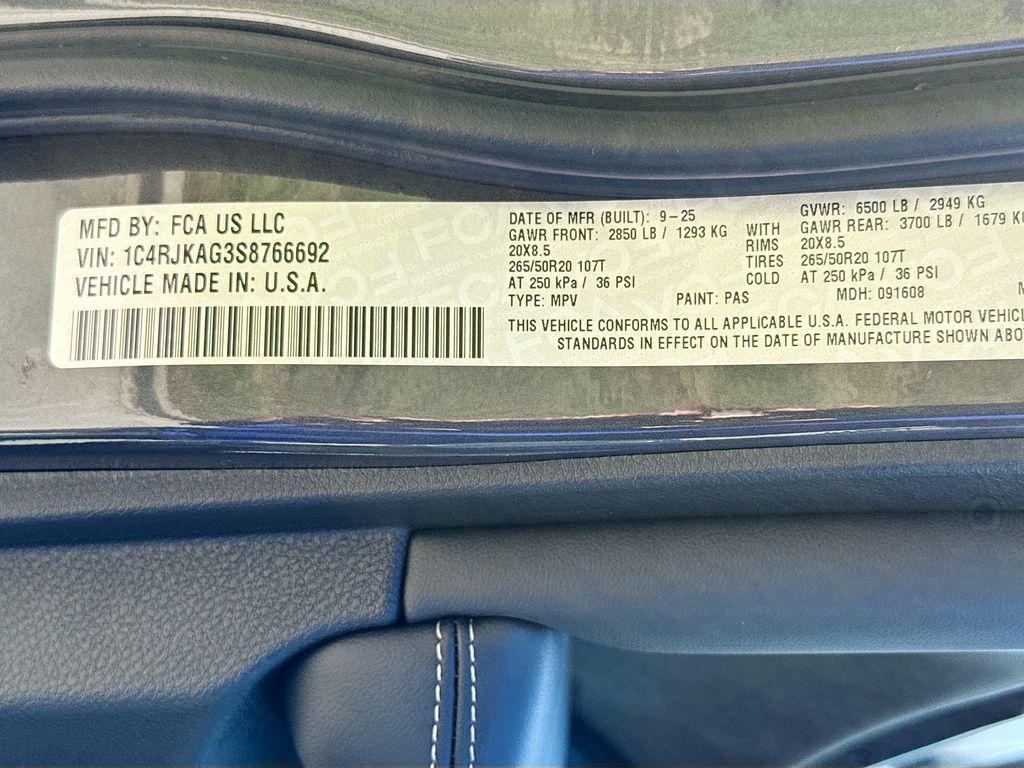 MFD BY: FCA US LLC
VIN: 1C4RJKAG3S8766692
VEHICLE MADE IN: U.S.A.
DATE OF MFR (BUILT): 9-25
GAWR FRONT: 2850 LB / 1293 KG
20X8.5
265/50R20 107T
AT 250 kPa / 36 PSI
TYPE: MPV PAINT: PAS
WITH
RIMS
TIRES
COLD
GVWR: 6500 LB / 2949 KG
GAWR REAR: 3700 LB / 1679 KG
20X8.5
265/50R20 107T
AT 250 kPa / 36 PSI
MDH: 091608
THIS VEHICLE CONFORMS TO ALL APPLICABLE U.S.A. FEDERAL MOTOR
STANDARDS IN EFFECT ON THE DATE OF MANUFACTURE SHOWN